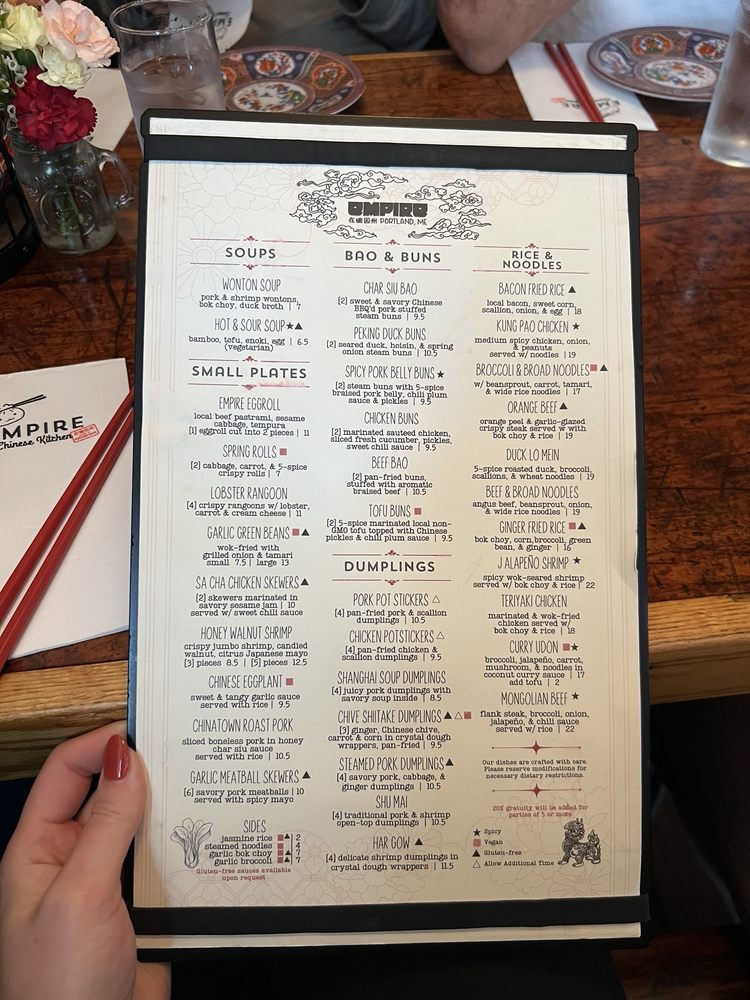 EMPIRE
在緬因州 PORTLAND, ME
SOUPS
WONTON SOUP
pork & shrimp wontons,
bok choy, duck broth | 7
HOT & SOUR SOUP★▲
bamboo, tofu, enoki, egg | 6.5
(vegetarian)
SMALL PLATES
EMPIRE EGGROLL
local beef pastrami, sesame
cabbage, tempura
[1] eggroll cut into 2 pieces | 11
SPRING ROLLS ■
[2] cabbage, carrot, & 5-spice
crispy rolls | 7
LOBSTER RANGOON
[4] crispy rangoons w/ lobster,
carrot & cream cheese | 11
GARLIC GREEN BEANS ■▲
wok-fried with
grilled onion & tamari
small 7.5 | large 13
SA CHA CHICKEN SKEWERS ▲
[2] skewers marinated in
savory sesame jam | 10
served w/ sweet chili sauce
HONEY WALNUT SHRIMP
crispy jumbo shrimp, candied
walnut, citrus Japanese mayo
[3] pieces 8.5 | [5] pieces 12.5
CHINESE EGGPLANT ■
sweet & tangy garlic sauce
served with rice | 9.5
CHINATOWN ROAST PORK
sliced boneless pork in honey
char siu sauce
served with rice | 10.5
GARLIC MEATBALL SKEWERS ▲
[6] savory pork meatballs | 10
served with spicy mayo
SIDES
jasmine rice ■▲| 2
steamed noodles ■ | 4
garlic bok choy ■▲| 7
garlic broccoli ■▲| 7
Gluten-free sauces available
upon request
BAO & BUNS
CHAR SIU BAO
[2] sweet & savory Chinese
BBQ'd pork stuffed
steam buns | 9.5
PEKING DUCK BUNS
[2] seared duck, hoisin, & spring
onion steam buns | 10.5
SPICY PORK BELLY BUNS ★
[2] steam buns with 5-spice
braised pork belly, chili plum
sauce & pickles | 9.5
CHICKEN BUNS
[2] marinated sauteed chicken,
sliced fresh cucumber, pickles,
sweet chili sauce | 9.5
BEEF BAO
[2] pan-fried buns,
stuffed with aromatic
braised beef | 10.5
TOFU BUNS ■
[2] 5-spice marinated local non-
GMO tofu topped with Chinese
pickles & chili plum sauce | 9.5
DUMPLINGS
PORK POT STICKERS △
[4] pan-fried pork & scallion
dumplings | 10.5
CHICKEN POTSTICKERS △
[4] pan-fried chicken &
scallion dumplings | 9.5
SHANGHAI SOUP DUMPLINGS
[4] juicy pork dumplings with
savory soup inside | 8.5
CHIVE SHIITAKE DUMPLINGS ▲△■
[3] ginger, Chinese chive,
carrot & corn in crystal dough
wrappers, pan-fried | 9.5
STEAMED PORK DUMPLINGS ▲
[4] savory pork, cabbage, &
ginger dumplings | 10.5
SHU MAI
[4] traditional pork & shrimp
open-top dumplings | 10.5
HAR GOW ▲
[4] delicate shrimp dumplings in
crystal dough wrappers | 11.5
RICE &
NOODLES
BACON FRIED RICE ▲
local bacon, sweet corn,
scallion, onion, & egg | 18
KUNG PAO CHICKEN ★
medium spicy chicken, onion,
& peanuts
served w/ noodles |19
BROCCOLI & BROAD NOODLES■▲
w/ beansprout, carrot, tamari,
& wide rice noodles | 17
ORANGE BEEF ▲
orange peel & garlic-glazed
crispy steak served w with
bok choy & rice | 19
DUCK LO MEIN
5-spice roasted duck, broccoli,
scallions, & wheat noodles | 19
BEEF & BROAD NOODLES
angus beef, beansprout, onion,
& wide rice noodles | 19
GINGER FRIED RICE ■▲
bok choy, corn,broccoli, green
bean, & ginger | 16
JALAPEÑO SHRIMP ★
spicy wok-seared shrimp
served w/ bok choy & rice | 22
TERIYAKI CHICKEN
marinated & wok-fried
chicken served w/
bok choy & rice | 18
CURRY UDON ■★
broccoli, jalapeño, carrot,
mushroom, & noodles in
coconut curry sauce | 17
add tofu | 2
MONGOLIAN BEEF ★
flank steak, broccoli, onion,
jalapeño, & chili sauce
served w/ rice | 22
Our dishes are crafted with care.
Please reserve modifications for
necessary dietary restrictions.
20% gratuity will be added for
parties of 5 or more
★ Spicy
■ Vegan
▲ Gluten-free
△ Allow Additional Time
EMPIRE
Chinese Kitchen
EMPIRE